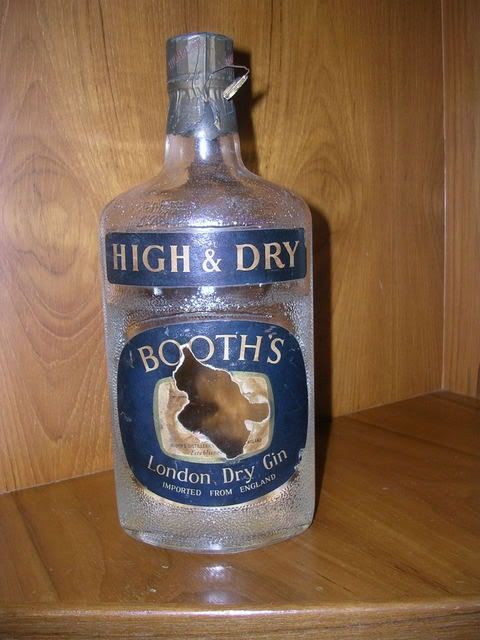 HIGH & DRY
BOOTH'S
London Dry Gin
IMPORTED FROM ENGLAND